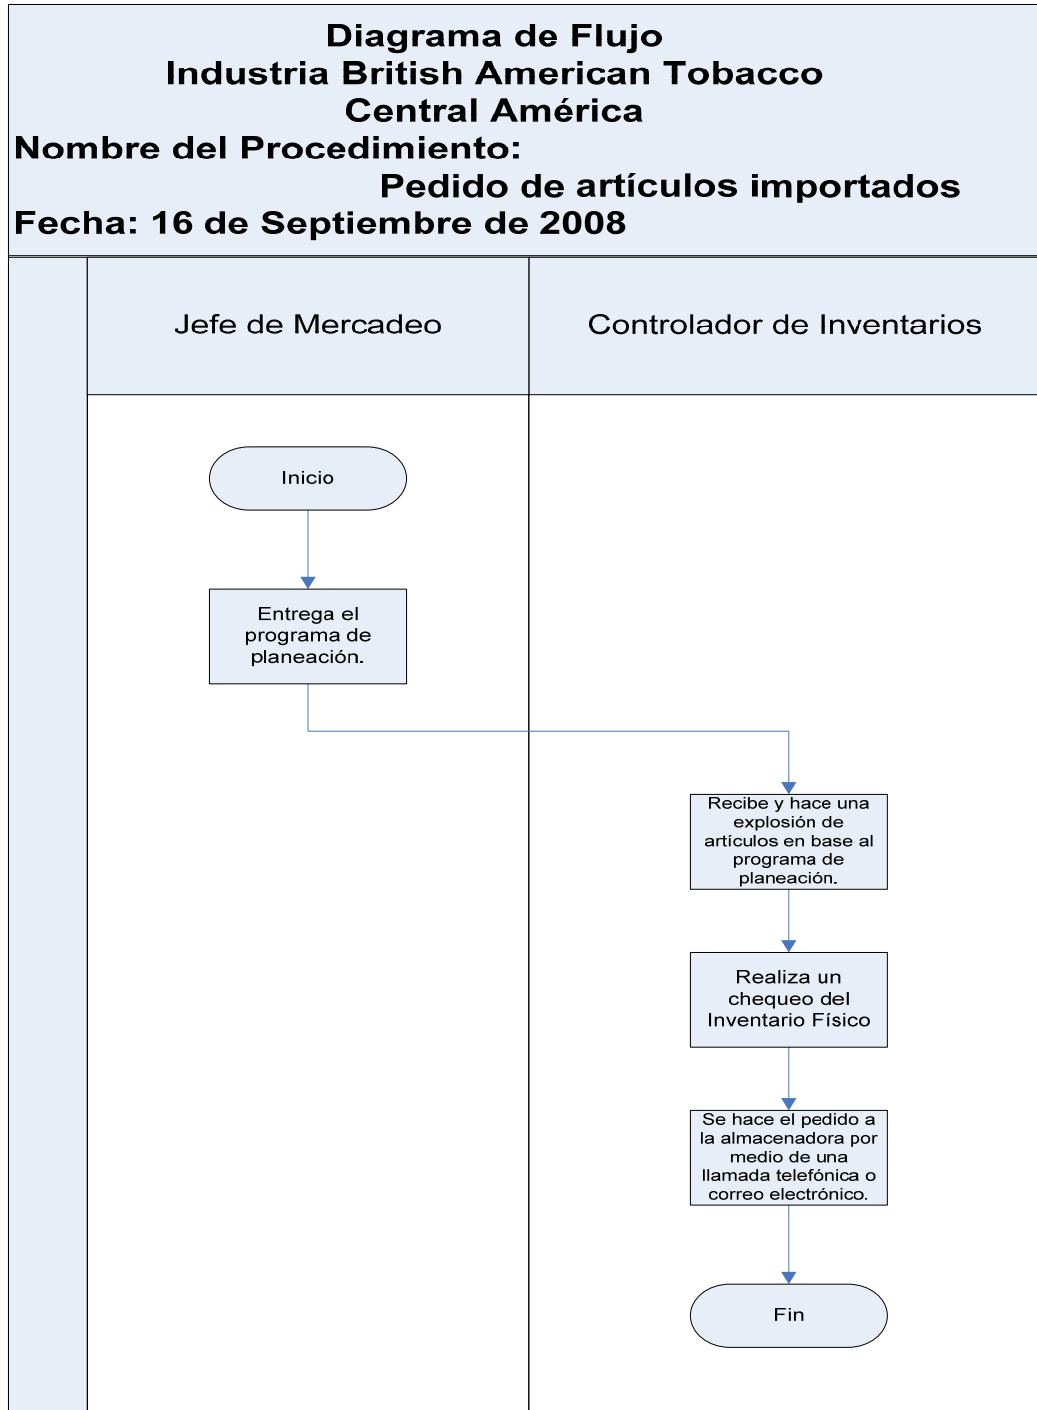 Diagrama de Flujo
Industria British American Tobacco
Central América
Nombre del Procedimiento:
Pedido de artículos importados
Fecha: 16 de Septiembre de 2008
Jefe de Mercadeo
Controlador de Inventarios
Inicio
Entrega el
programa de
planeación.
Recibe y hace una
explosión de
artículos en base al
programa de
planeación.
Realiza un
chequeo del
Inventario Físico
Se hace el pedido a
la almacenadora por
medio de una
llamada telefónica o
correo electrónico.
Fin